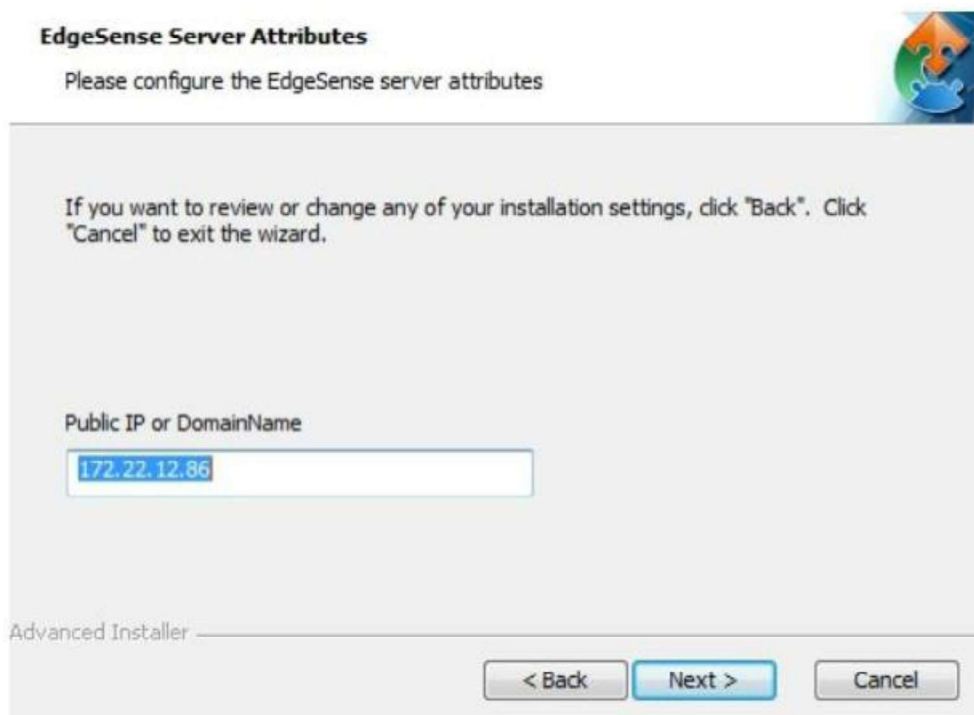 EdgeSense Server Attributes
Please configure the EdgeSense server attributes
If you want to review or change any of your installation settings, click "Back". Click
"Cancel" to exit the wizard.
Public IP or DomainName
172.22.12.86
Advanced Installer
< Back
Next >
Cancel